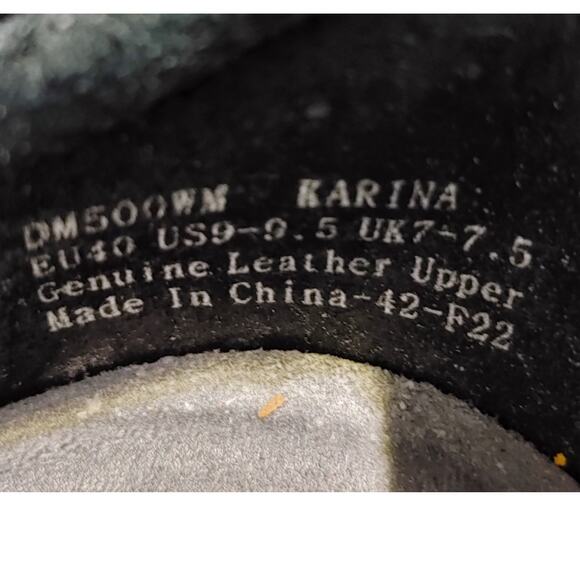 DM500WM KARINA
EU40 US9-9.5 UK7-7.5
Genuine Leather Upper
Made In China-42-F22